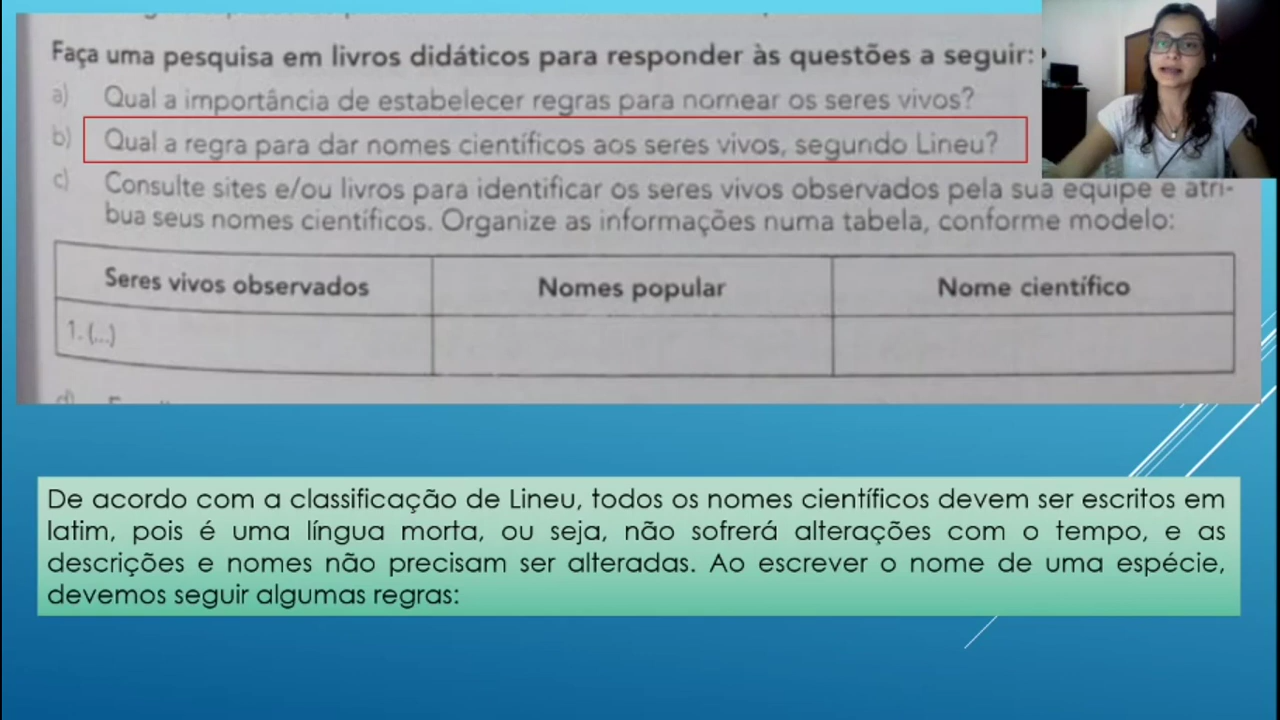 Faça uma pesquisa em livros didáticos para responder às questões a seguir:
a) Qual a importância de estabelecer regras para nomear os seres vivos?
b) Qual a regra para dar nomes científicos aos seres vivos, segundo Lineu?
c) Consulte sites e/ou livros para identificar os seres vivos observados pela sua equipe e atri-
bua seus nomes científicos. Organize as informações numa tabela, conforme modelo:
Seres vivos observados Nomes popular Nome científico
1. (...)
De acordo com a classificação de Lineu, todos os nomes científicos devem ser escritos em
latim, pois é uma língua morta, ou seja, não sofrerá alterações com o tempo, e as
descrições e nomes não precisam ser alteradas. Ao escrever o nome de uma espécie,
devemos seguir algumas regras: